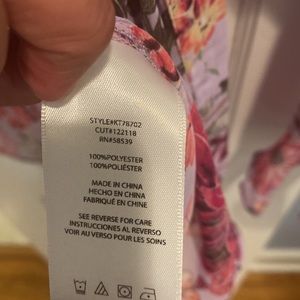 STYLE#KT78702
CUT#122118
RN#58539
100%POLYESTER
100%POLIÉSTER
MADE IN CHINA
HECHO EN CHINA
FABRIQUÉ EN CHINE
SEE REVERSE FOR CARE
INSTRUCCIONES AL REVERSO
VOIR AU VERSO POUR LES SOINS